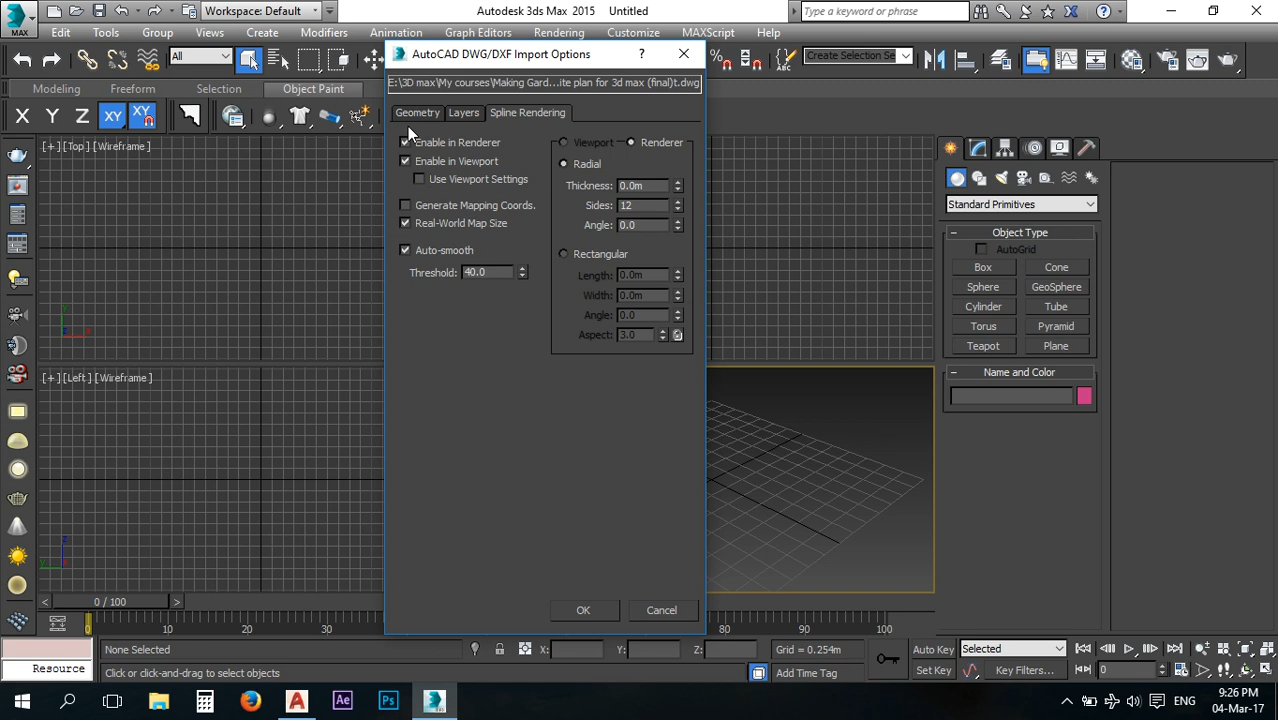 MAX
Workspace: Default
Autodesk 3ds Max 2015 Untitled
Type a keyword or phrase
Edit Tools Group Views Create Modifiers Animation Rendering Customize MAXScript Help
All
Create Selection Se
Modeling Freeform Selection Object Paint
X Y Z XY XY
[+] [Top] [Wireframe]
[+] [Left] [Wireframe]
AutoCAD DWG/DXF Import Options
?
E:\3D max\My courses\Making Gard...ite plan for 3d max (final)t.dwg
Geometry Layers Spline Rendering
Enable in Renderer
Enable in Viewport
Use Viewport Settings
Generate Mapping Coords.
Real-World Map Size
Auto-smooth
Threshold: 40.0
Viewport Renderer
Radial
Thickness: 0.0m
Sides: 12
Angle: 0.0
Rectangular
Length: 0.0m
Width: 0.0m
Angle: 0.0
Aspect: 3.0
OK Cancel
Standard Primitives
Object Type
AutoGrid
Box Cone
Sphere GeoSphere
Cylinder Tube
Torus Pyramid
Teapot Plane
Name and Color
0 / 100
0 10 20 30 80 90 100
None Selected X: Y: Z: Grid = 0.254m Auto Key Selected
Resource
Click or click-and-drag to select objects Add Time Tag Set Key Key Filters... 0
Ae Ps
ENG
9:26 PM
04-Mar-17